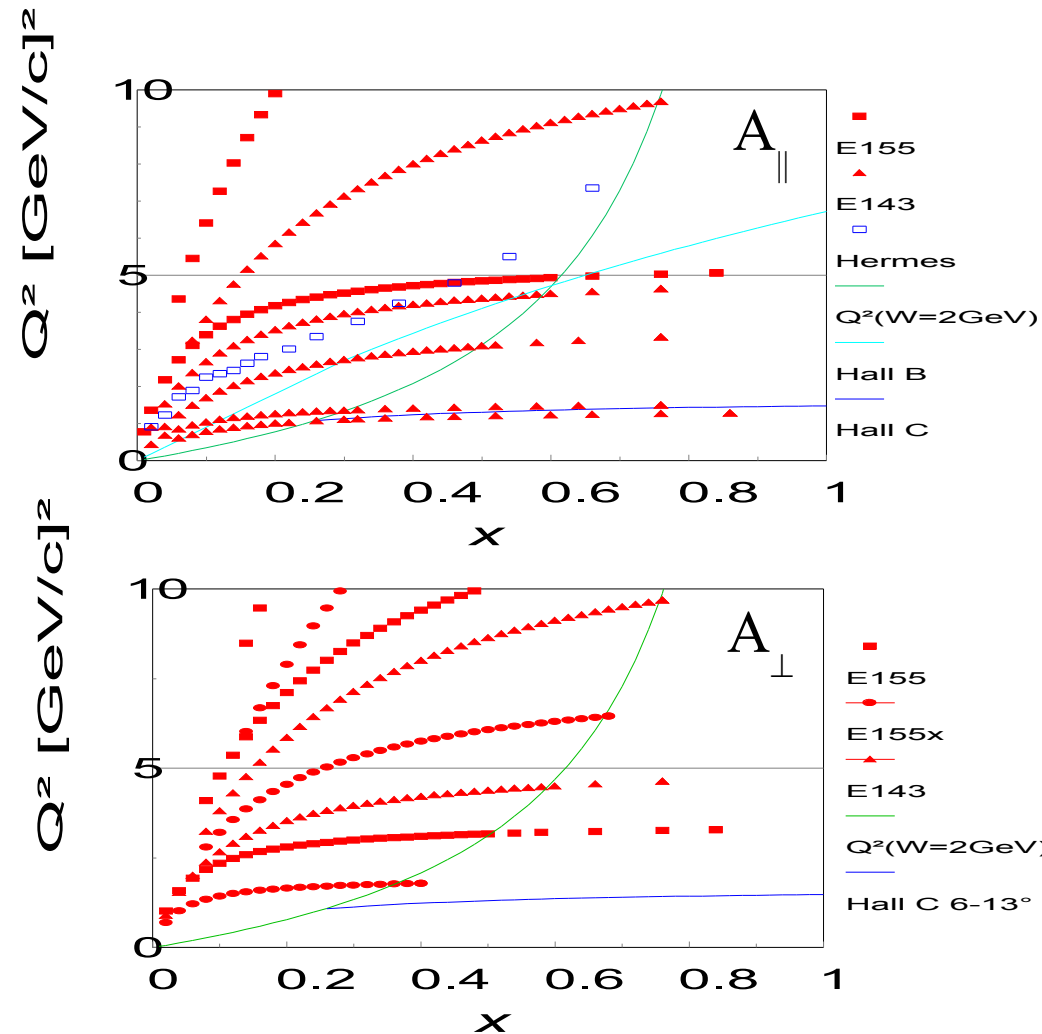 Q² [GeV/c]²
10
5
0
0 0.2 0.4 0.6 0.8 1
x
A∥
E155
E143
Hermes
Q²(W=2GeV)
Hall B
Hall C
Q² [GeV/c]²
10
5
0
0 0.2 0.4 0.6 0.8 1
x
A⊥
E155
E155x
E143
Q²(W=2GeV)
Hall C 6-13°